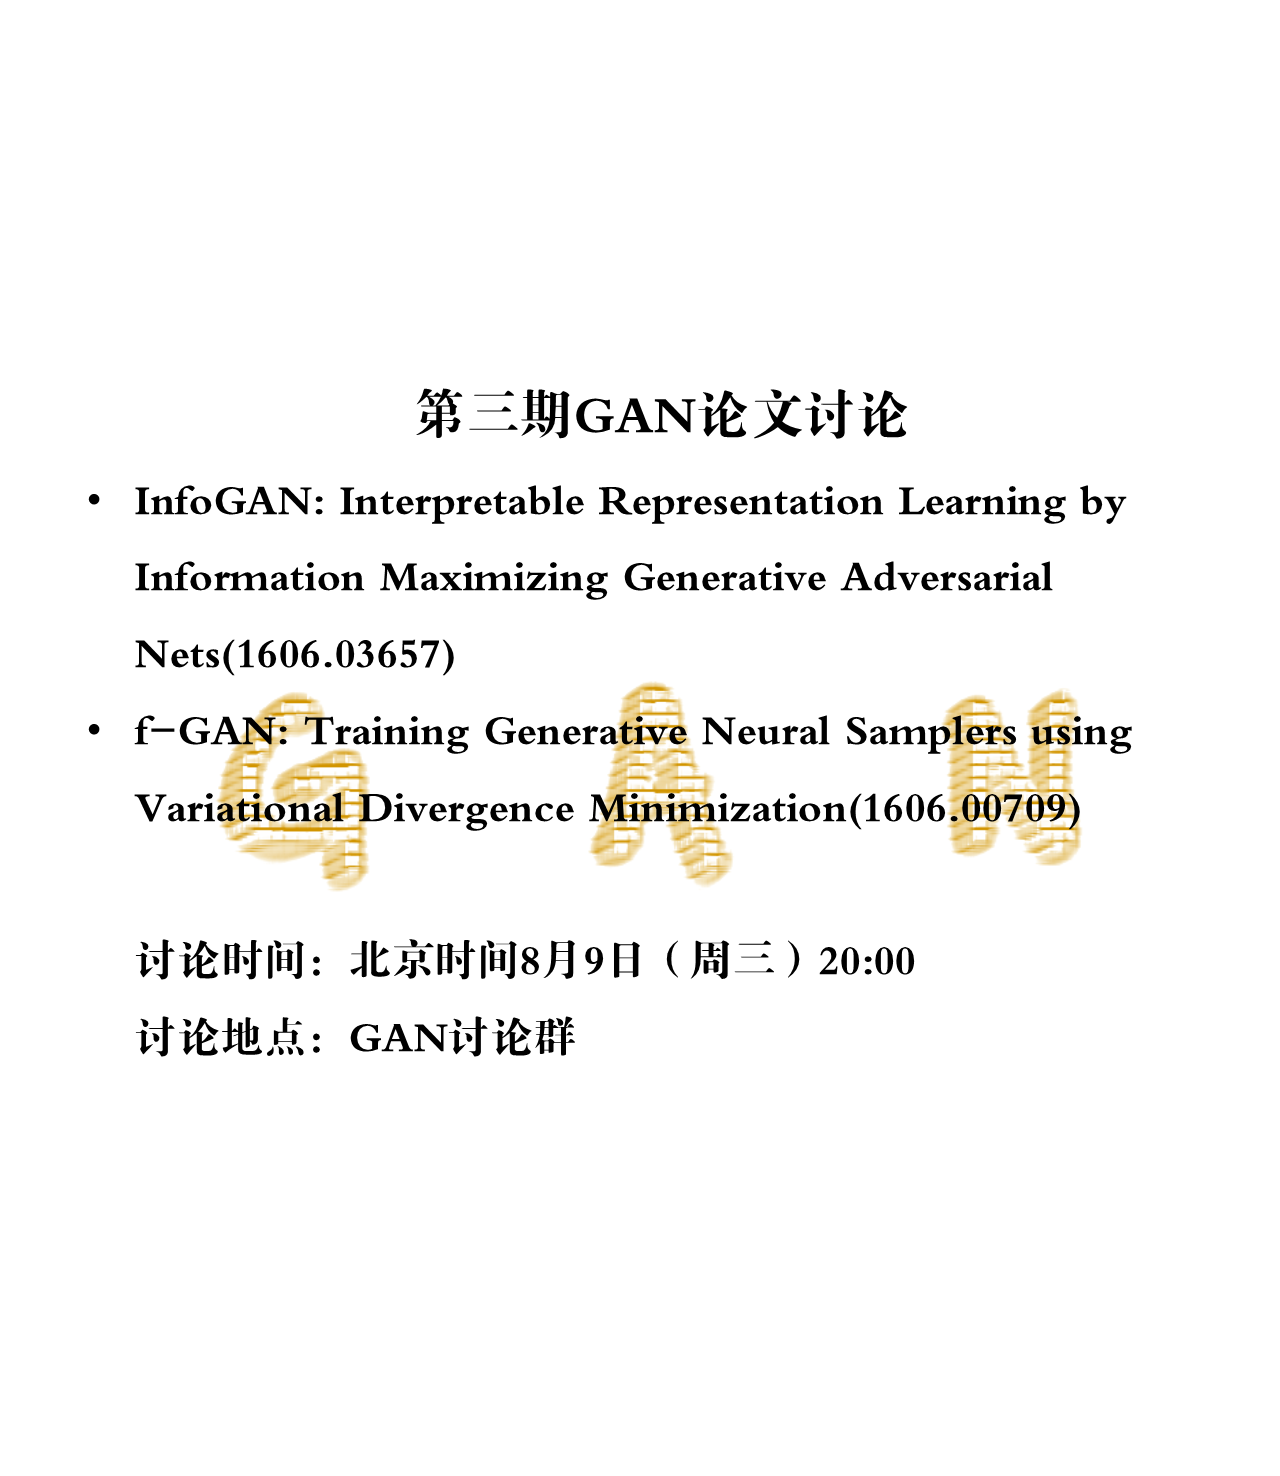 第三期GAN论文讨论
• InfoGAN: Interpretable Representation Learning by
Information Maximizing Generative Adversarial
Nets(1606.03657)
• f-GAN: Training Generative Neural Samplers using
Variational Divergence Minimization(1606.00709)
G A N
讨论时间：北京时间8月9日（周三）20:00
讨论地点：GAN讨论群